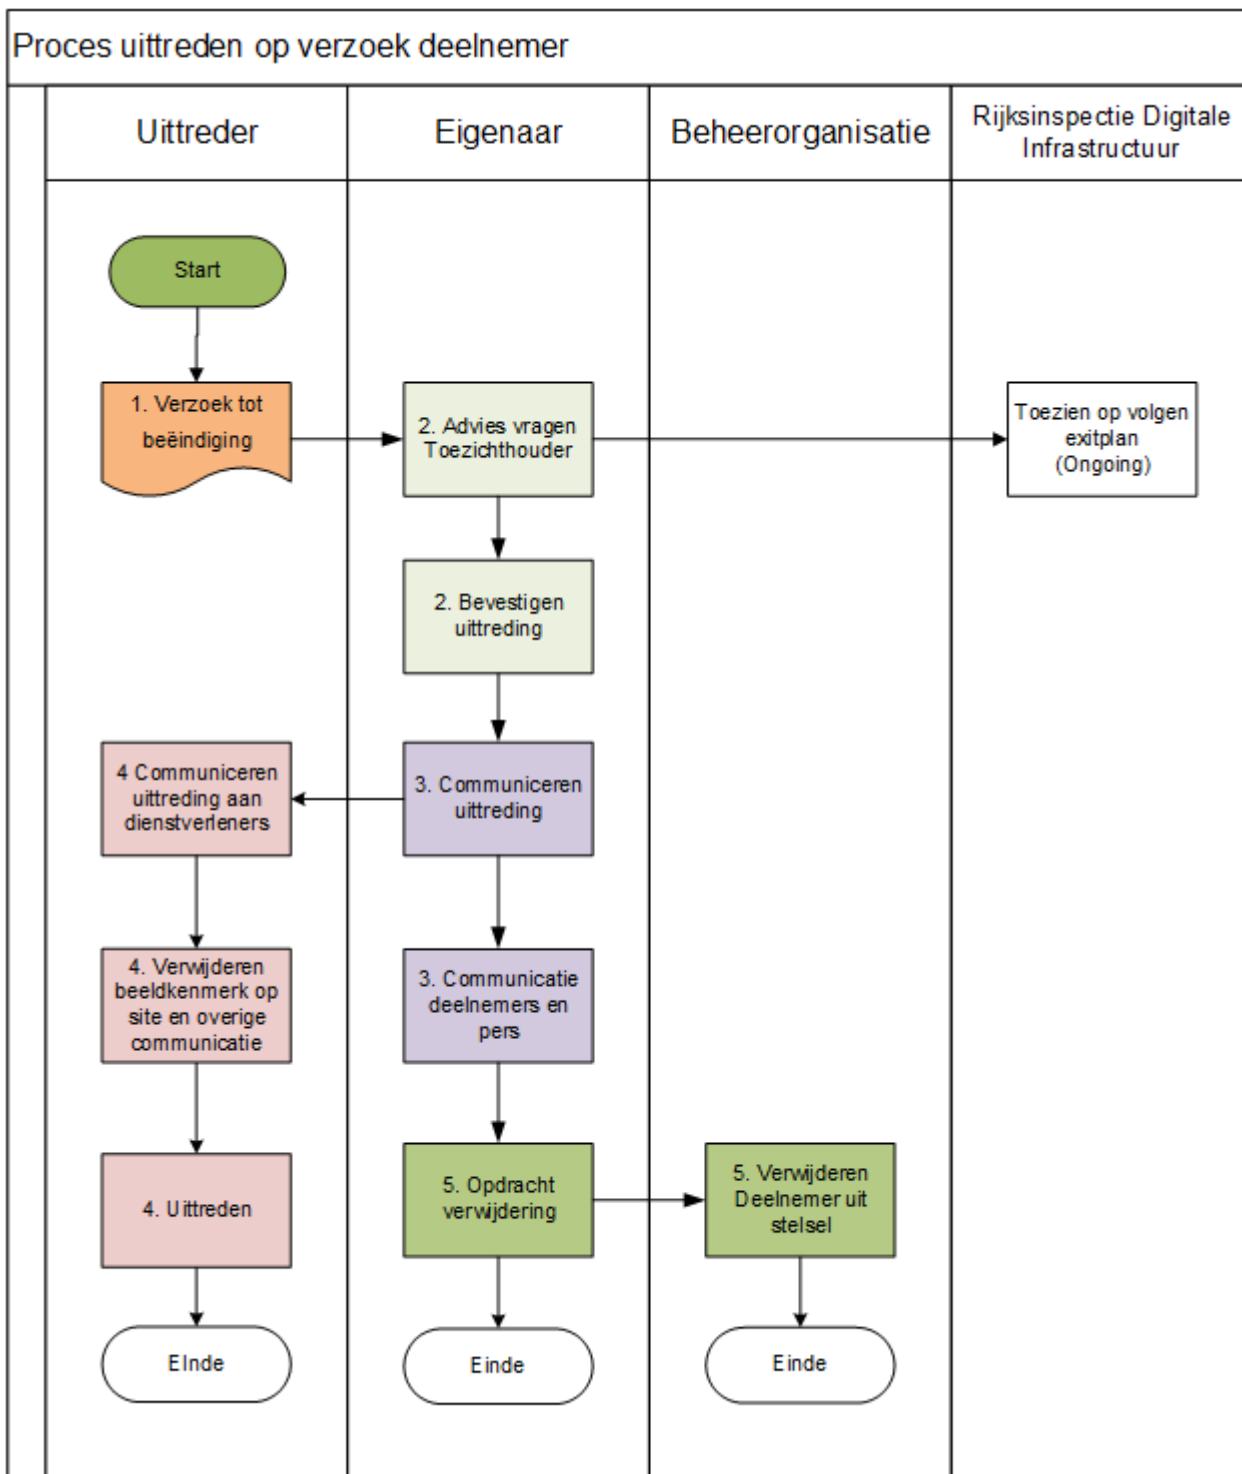 Proces uittreden op verzoek deelnemer
Uittreder
Eigenaar
Beheerorganisatie
Rijksinspectie Digitale
Infrastructuur
Start
1. Verzoek tot
beëindiging
2. Advies vragen
Toezichthouder
Toezien op volgen
exitplan
(Ongoing)
2. Bevestigen
uittreding
4 Communiceren
uittreding aan
dienstverleners
3. Communiceren
uittreding
4. Verwijderen
beeldkenmerk op
site en overige
communicatie
3. Communicatie
deelnemers en
pers
4. Uittreden
5. Opdracht
verwijdering
5. Verwijderen
Deelnemer uit
stelsel
EInde
Einde
Einde